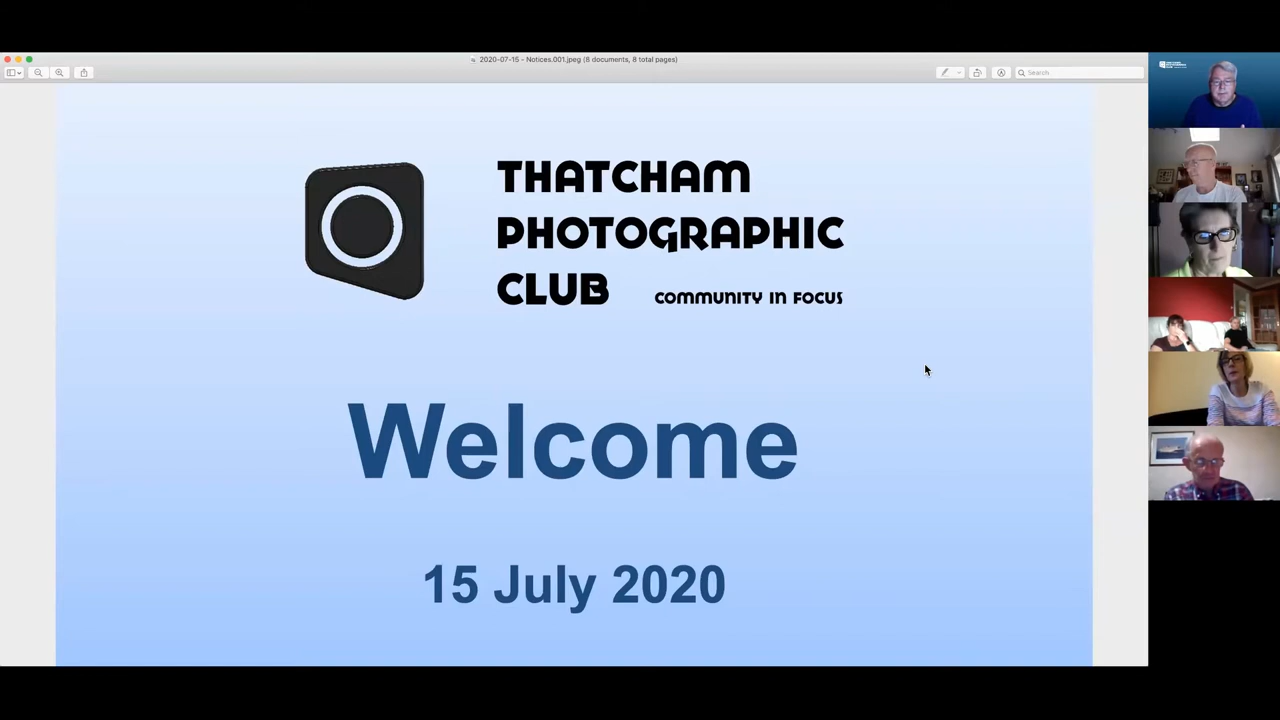 2020-07-15 - Notices.001.jpeg (8 documents, 8 total pages)
Search
THATCHAM
PHOTOGRAPHIC
CLUB COMMUNITY IN FOCUS
Welcome
15 July 2020